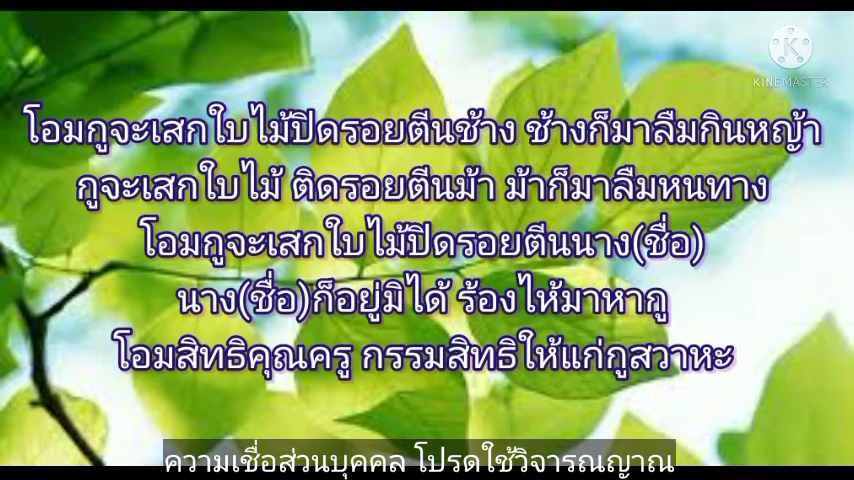 KINEMASTER
โอมกูจะเสกใบไม้ปิดรอยตีนช้าง ช้างก็มาลืมกินหญ้า
กูจะเสกใบไม้ ติดรอยตีนม้า ม้าก็มาลืมหนทาง
โอมกูจะเสกใบไม้ปิดรอยตีนนาง(ชื่อ)
นาง(ชื่อ)ก็อยู่มิได้ ร้องไห้มาหากู
โอมสิทธิคุณครู กรรมสิทธิให้แก่กูสวาหะ
ความเชื่อส่วนบุคคล โปรดใช้วิจารณญาณ